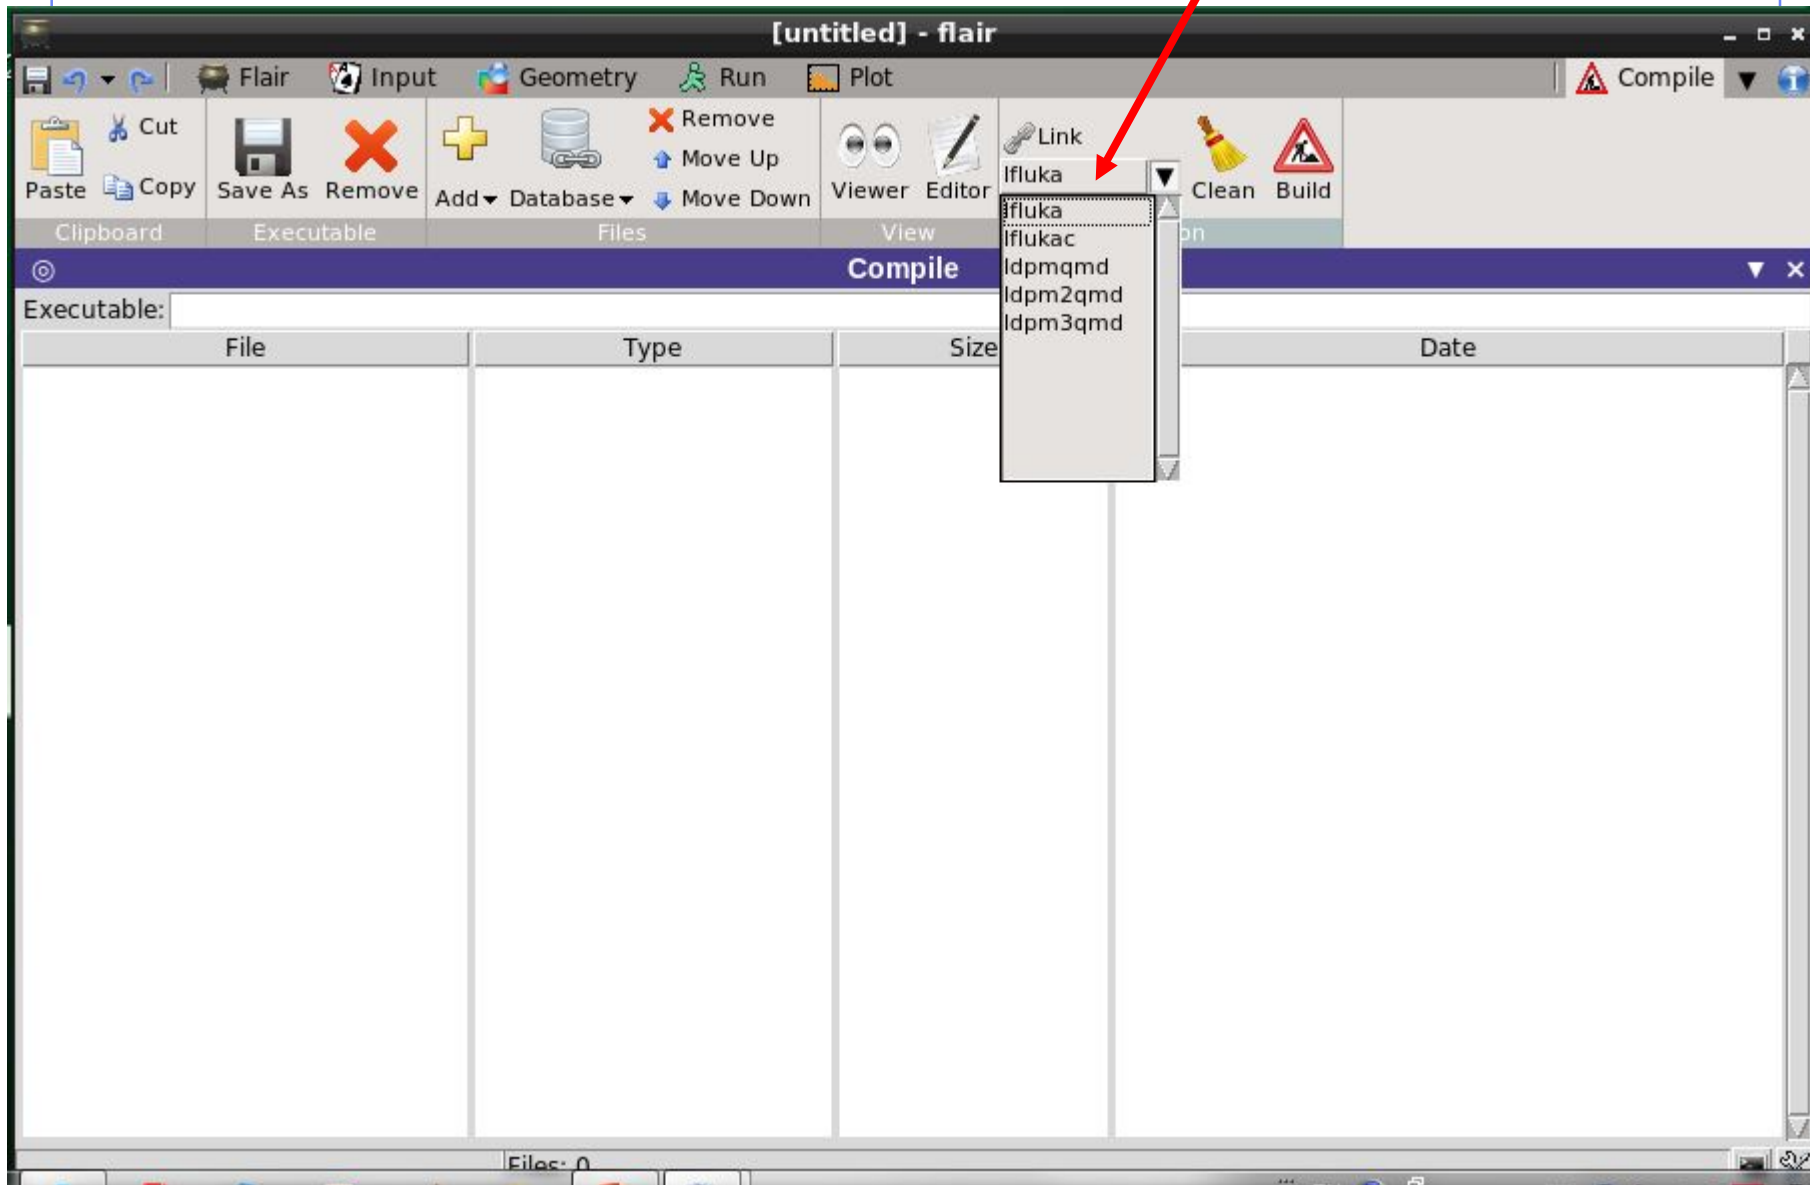 [untitled] - flair
Flair Input Geometry Run Plot Compile
Paste Cut Copy Save As Remove Add Database Remove Move Up Move Down Viewer Editor Link lfluka Clean Build
Clipboard Executable Files View on
lfluka
lflukac
ldpmqmd
ldpm2qmd
ldpm3qmd
Compile
Executable:
File Type Size Date
Files: 0